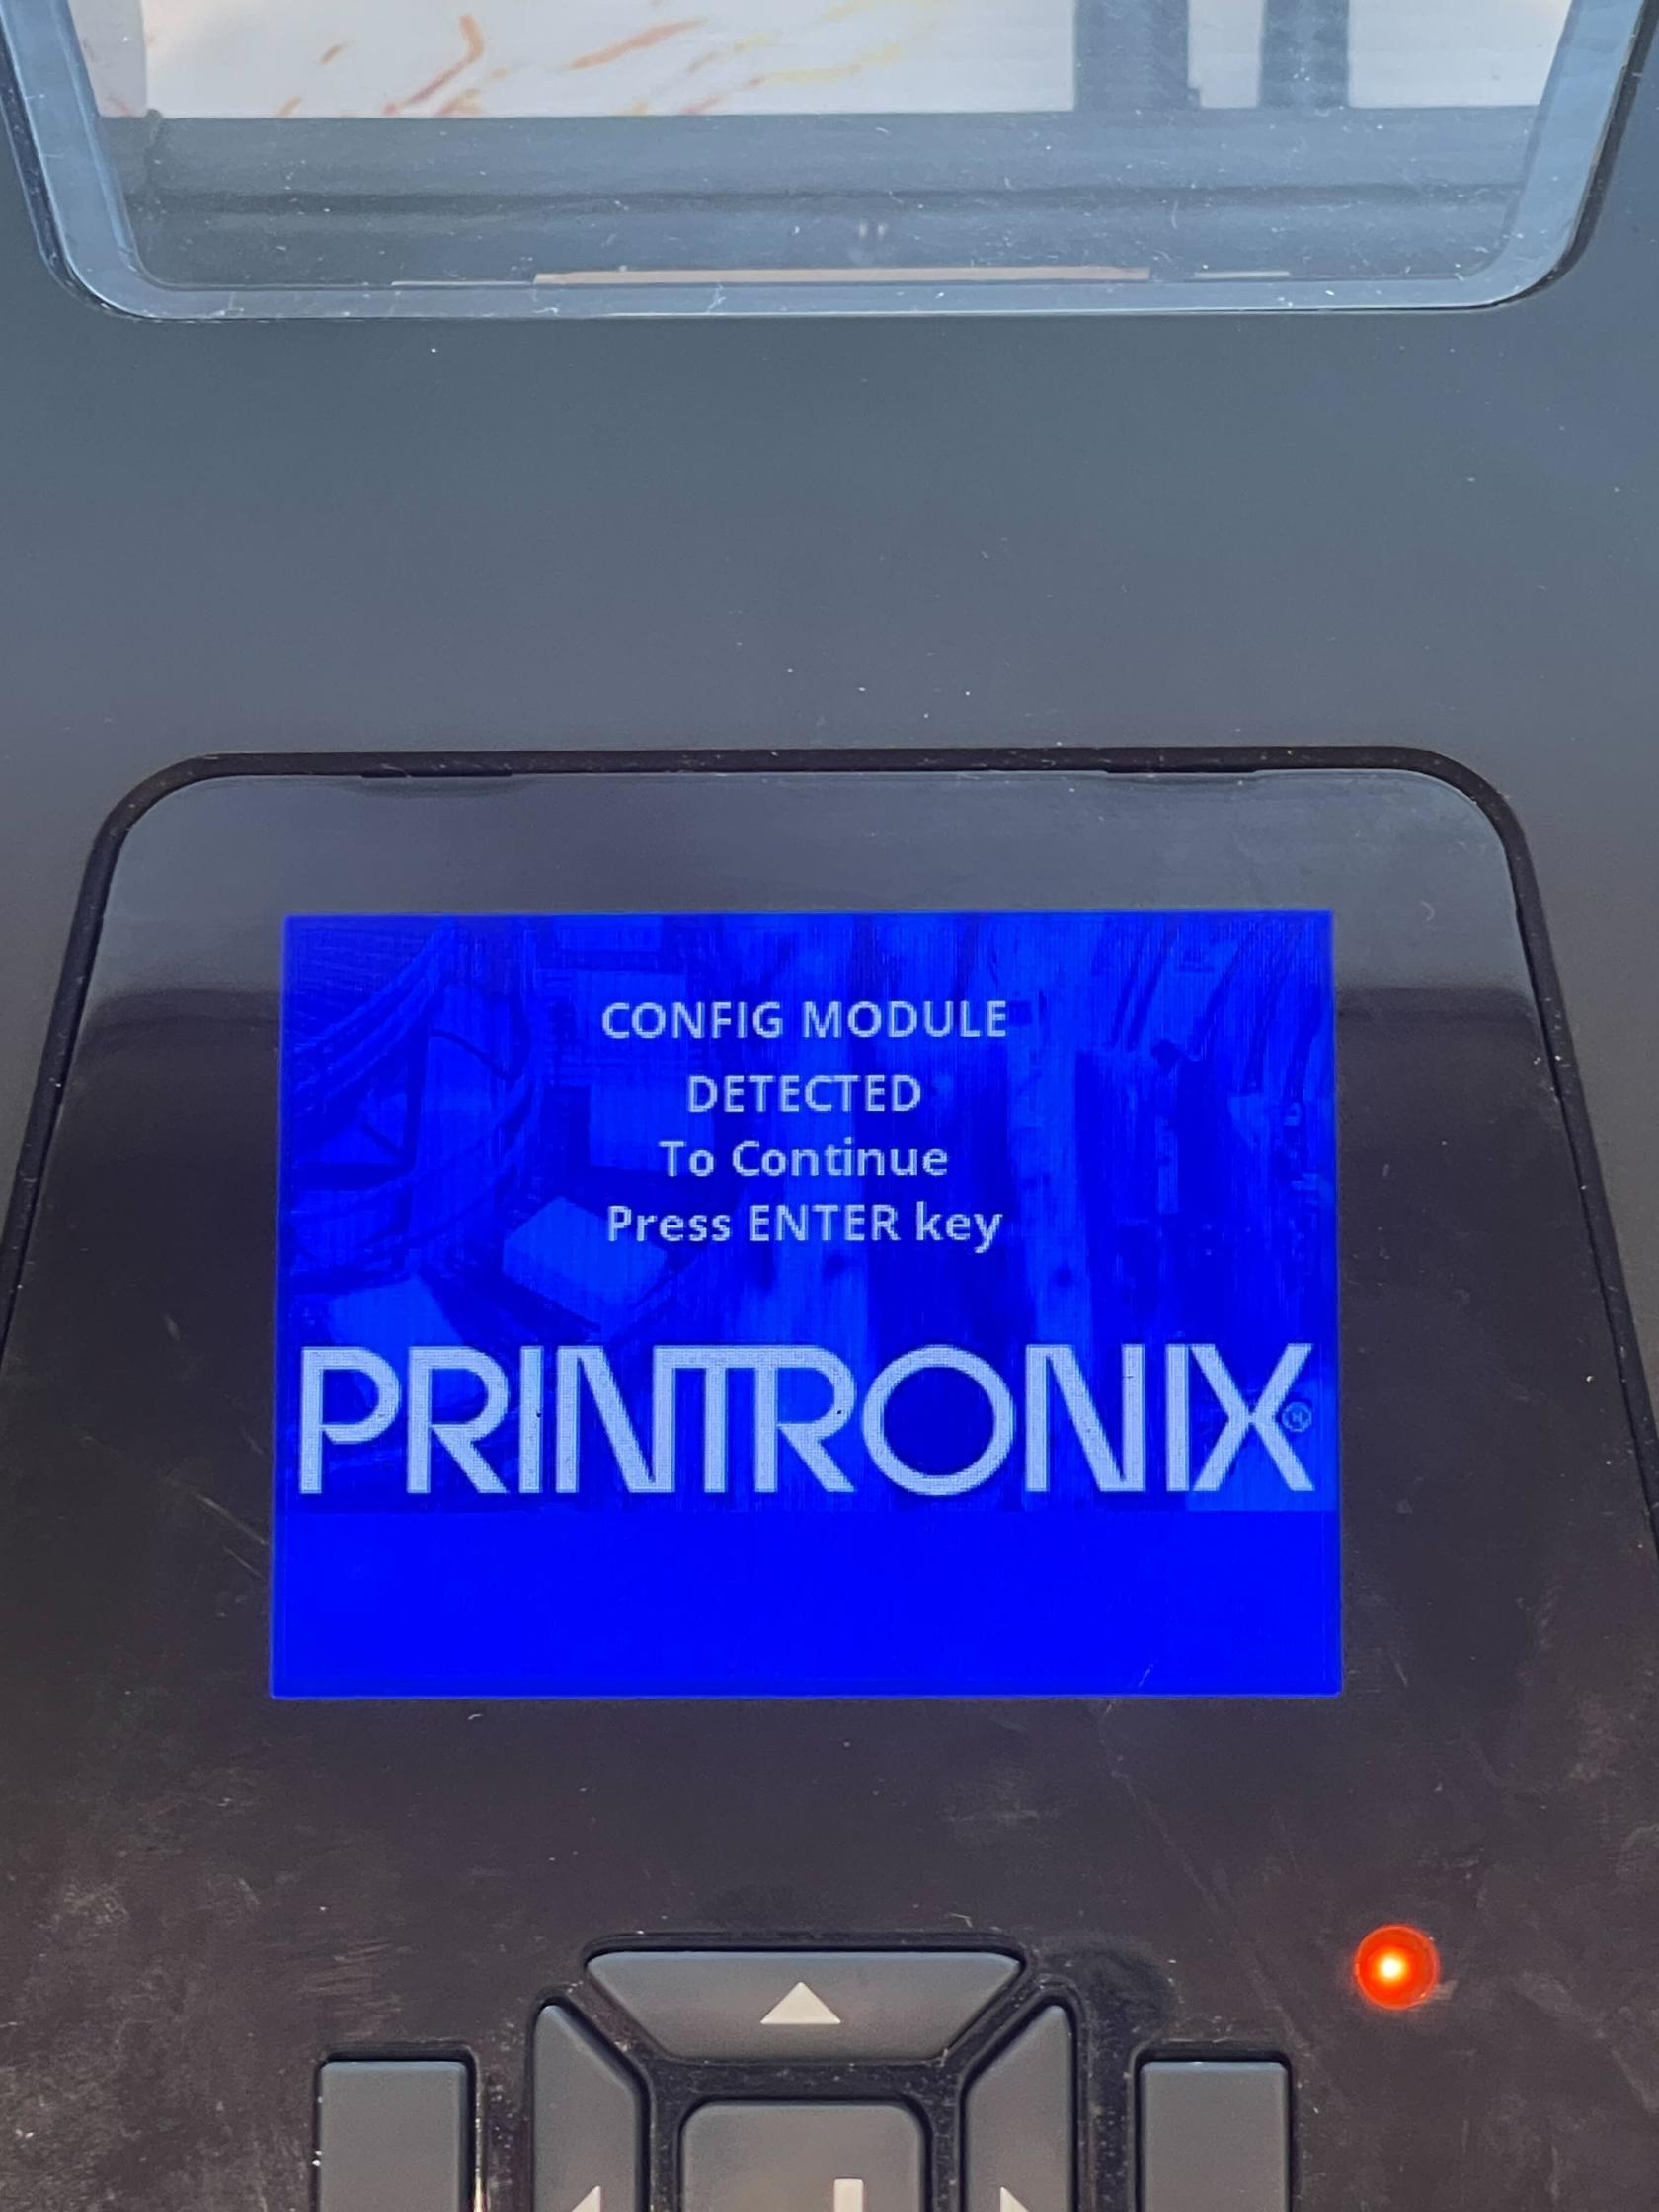 CONFIG MODULE
DETECTED
To Continue
Press ENTER key
PRINTRONIX®